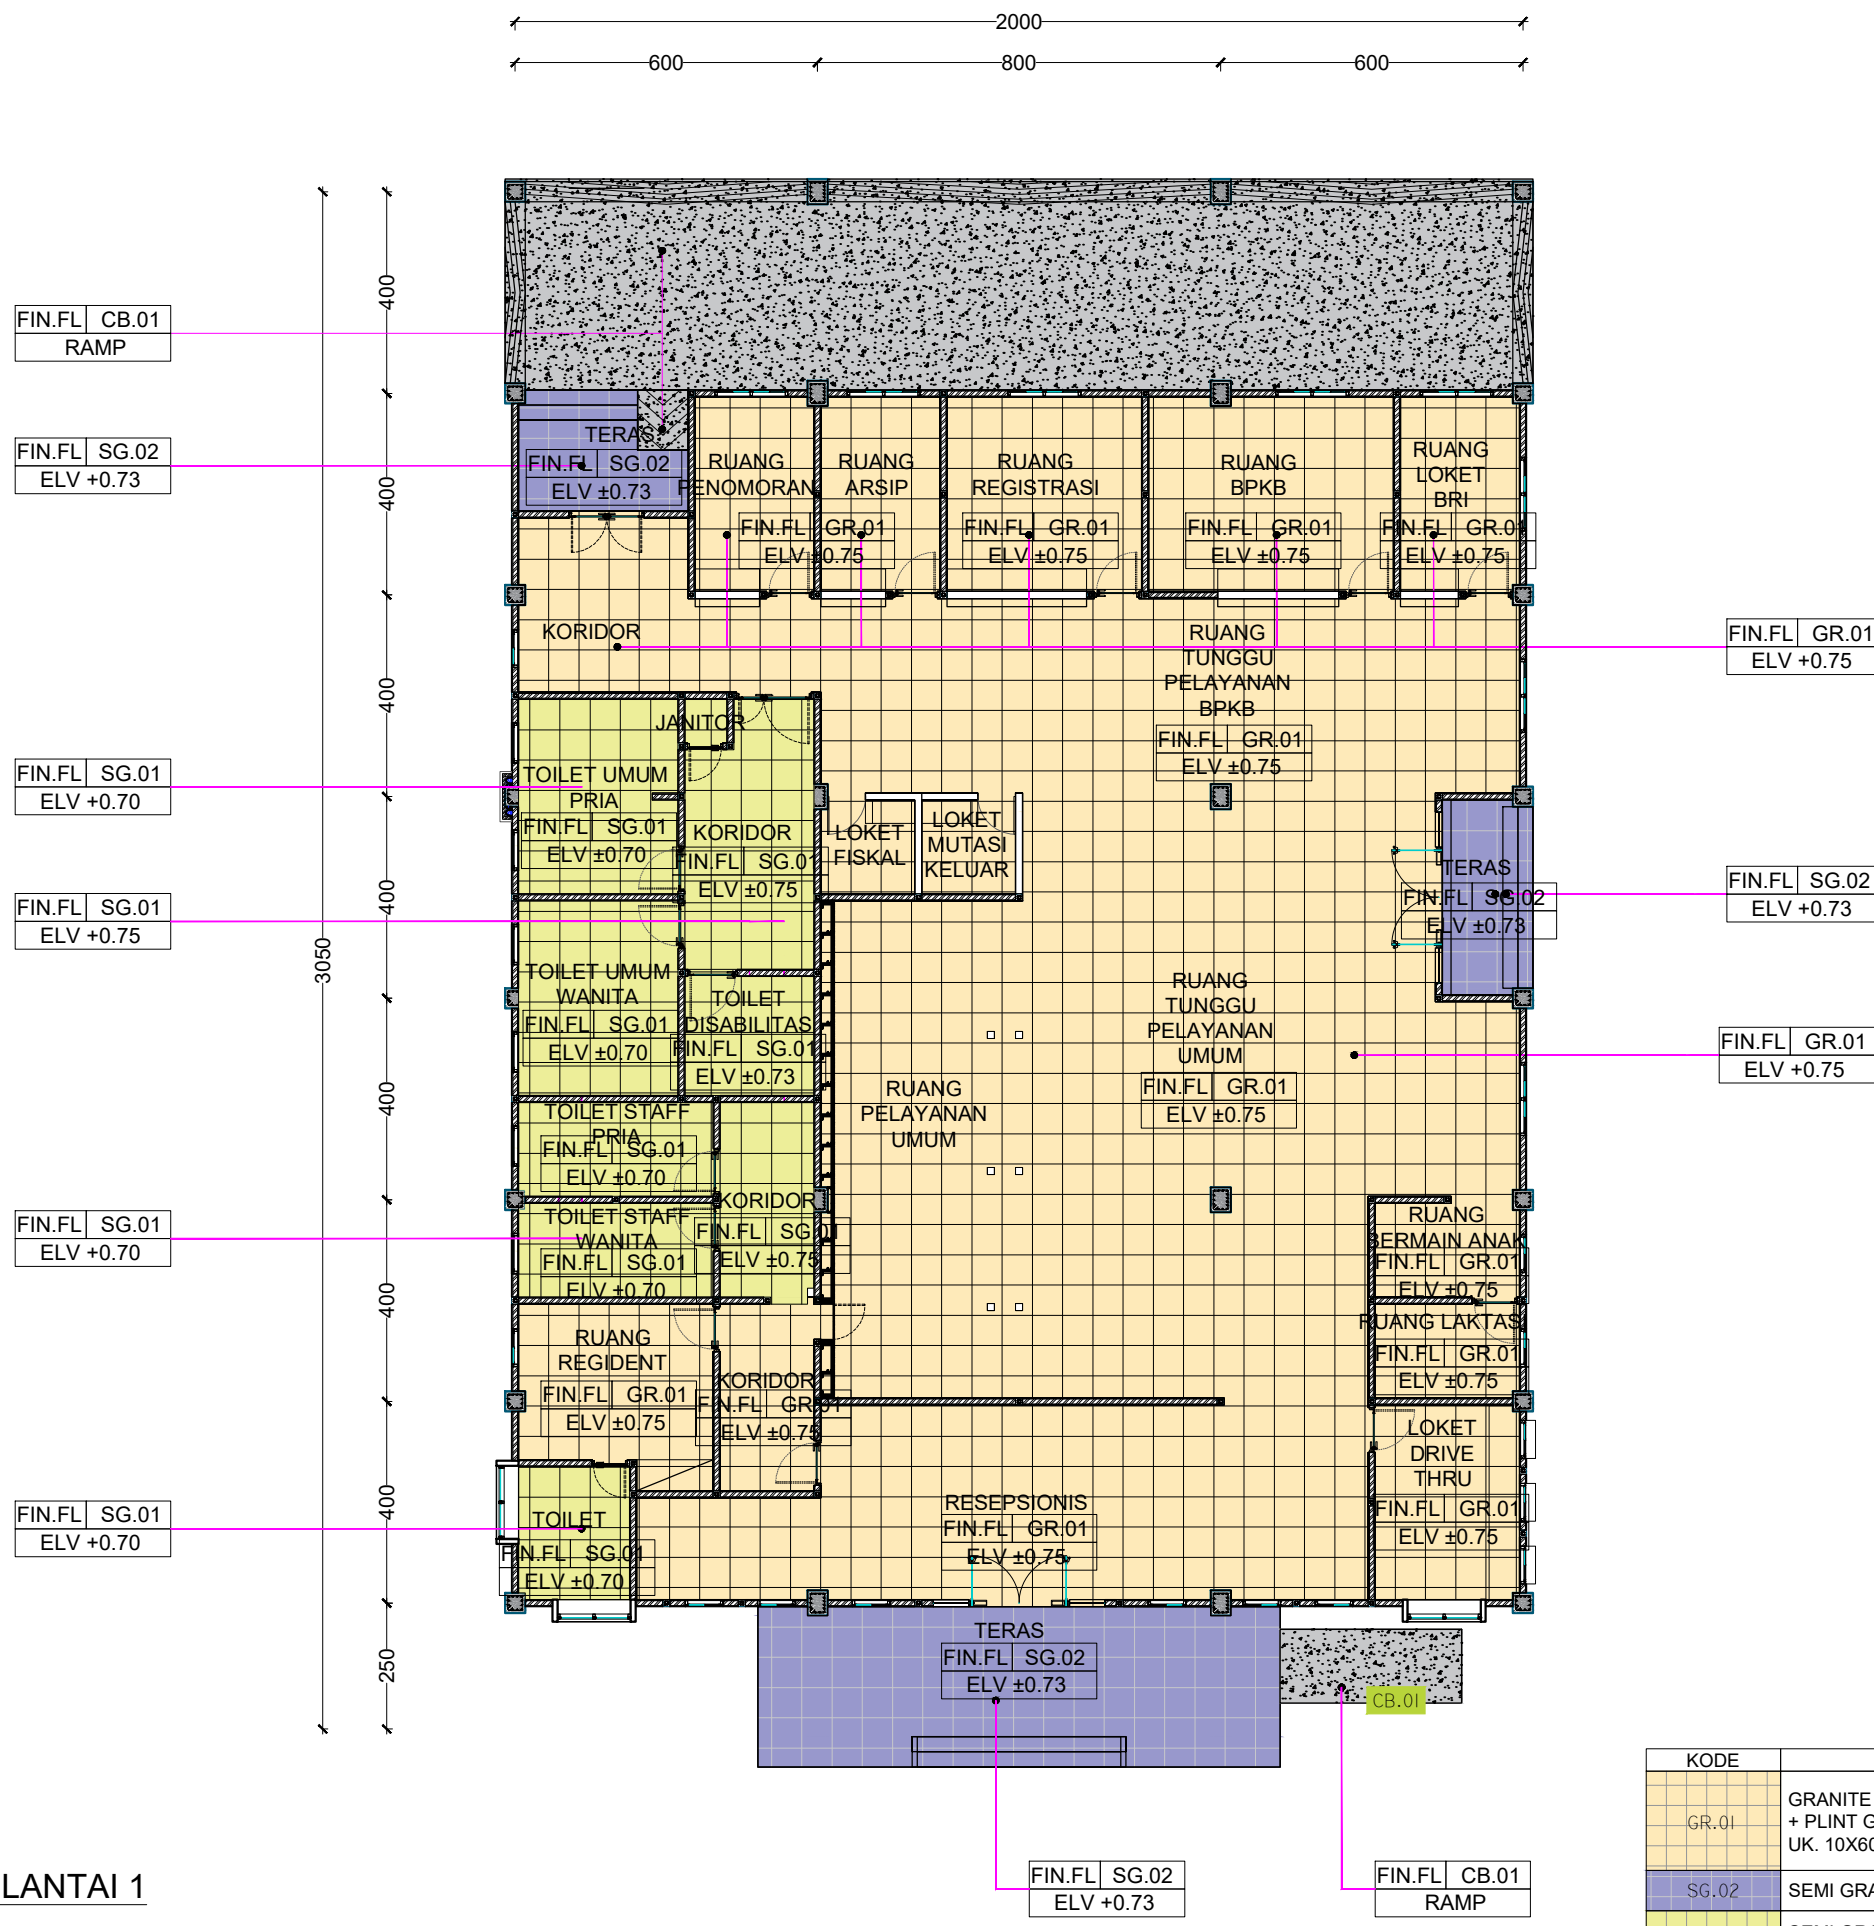 2000
600
800
600
400
400
400
400
400
400
400
250
3050
FIN.FL CB.01
RAMP
FIN.FL SG.02
ELV +0.73
FIN.FL SG.01
ELV +0.70
FIN.FL SG.01
ELV +0.75
FIN.FL SG.01
ELV +0.70
FIN.FL SG.01
ELV +0.70
TERAS
FIN.FL SG.02
ELV ±0.73
RUANG
PENOMORAN
RUANG
ARSIP
FIN.FL GR.01
ELV ±0.75
RUANG
REGISTRASI
FIN.FL GR.01
ELV ±0.75
RUANG
BPKB
FIN.FL GR.01
ELV ±0.75
RUANG
LOKET
BRI
FIN.FL GR.01
ELV ±0.75
KORIDOR
RUANG
TUNGGU
PELAYANAN
BPKB
FIN.FL GR.01
ELV ±0.75
FIN.FL GR.01
ELV +0.75
JANITOR
TOILET UMUM
PRIA
FIN.FL SG.01
ELV ±0.70
KORIDOR
FIN.FL SG.01
ELV ±0.75
LOKET
FISKAL
LOKET
MUTASI
KELUAR
TERAS
FIN.FL SG.02
ELV ±0.73
FIN.FL SG.02
ELV +0.73
TOILET UMUM
WANITA
FIN.FL SG.01
ELV ±0.70
TOILET
DISABILITAS
FIN.FL SG.01
ELV ±0.73
RUANG
TUNGGU
PELAYANAN
UMUM
FIN.FL GR.01
ELV ±0.75
FIN.FL GR.01
ELV +0.75
RUANG
PELAYANAN
UMUM
TOILET STAFF
PRIA
FIN.FL SG.01
ELV ±0.70
KORIDOR
FIN.FL SG.01
ELV ±0.75
TOILET STAFF
WANITA
FIN.FL SG.01
ELV ±0.70
RUANG
BERMAIN ANAK
FIN.FL GR.01
ELV ±0.75
RUANG LAKTASI
FIN.FL GR.01
ELV ±0.75
RUANG
REGIDENT
FIN.FL GR.01
ELV ±0.75
KORIDOR
FIN.FL GR.01
ELV ±0.75
LOKET
DRIVE
THRU
FIN.FL GR.01
ELV ±0.75
TOILET
FIN.FL SG.01
ELV ±0.70
RESEPSIONIS
FIN.FL GR.01
ELV ±0.75
TERAS
FIN.FL SG.02
ELV ±0.73
CB.01
FIN.FL SG.02
ELV +0.73
FIN.FL CB.01
RAMP
LANTAI 1
KODE
GR.01
GRANITE
+ PLINT G
UK. 10X60
SG.02
SEMI GRA